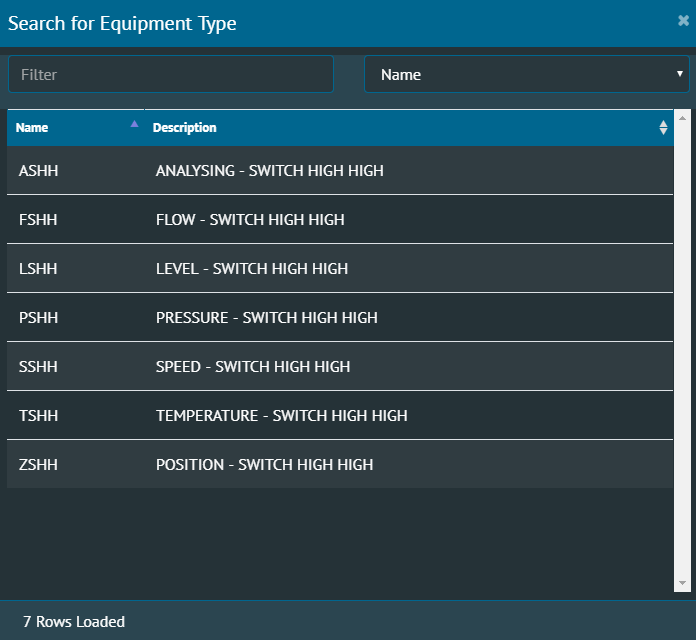 Search for Equipment Type
Filter Name
Name Description
ASHH ANALYSING - SWITCH HIGH HIGH
FSHH FLOW - SWITCH HIGH HIGH
LSHH LEVEL - SWITCH HIGH HIGH
PSHH PRESSURE - SWITCH HIGH HIGH
SSHH SPEED - SWITCH HIGH HIGH
TSHH TEMPERATURE - SWITCH HIGH HIGH
ZSHH POSITION - SWITCH HIGH HIGH
7 Rows Loaded